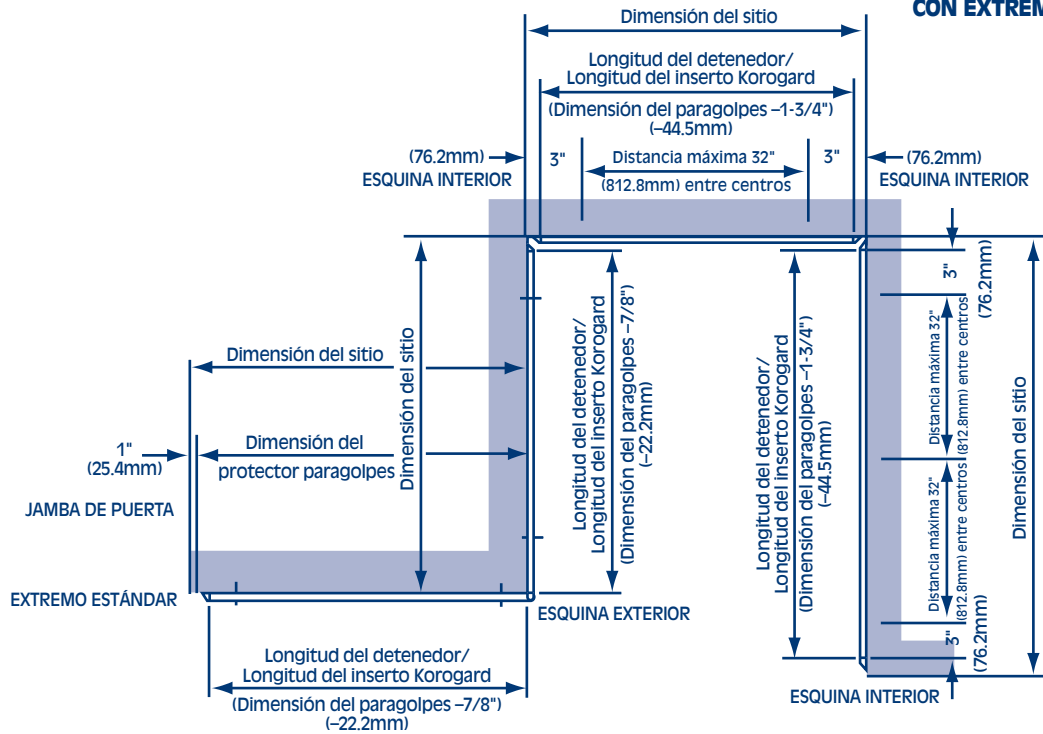 CON EXTREM
Dimensión del sitio
Longitud del detenedor/
Longitud del inserto Korogard
(Dimensión del paragolpes –1-3/4")
(–44.5mm)
(76.2mm)
3"
Distancia máxima 32"
(812.8mm) entre centros
3"
(76.2mm)
ESQUINA INTERIOR
ESQUINA INTERIOR
Dimensión del sitio
1"
(25.4mm)
Dimensión del
protector paragolpes
JAMBA DE PUERTA
EXTREMO ESTÁNDAR
Dimensión del sitio
Longitud del detenedor/
Longitud del inserto Korogard
(Dimensión del paragolpes –7/8")
(–22.2mm)
ESQUINA EXTERIOR
Longitud del detenedor/
Longitud del inserto Korogard
(Dimensión del paragolpes –7/8")
(–22.2mm)
Longitud del detenedor/
Longitud del inserto Korogard
(Dimensión del paragolpes –1-3/4")
(–44.5mm)
3"
(76.2mm)
Distancia máxima 32"
(812.8mm) entre centros
Distancia máxima 32"
(812.8mm) entre centros
3"
(76.2mm)
Dimensión del sitio
ESQUINA INTERIOR